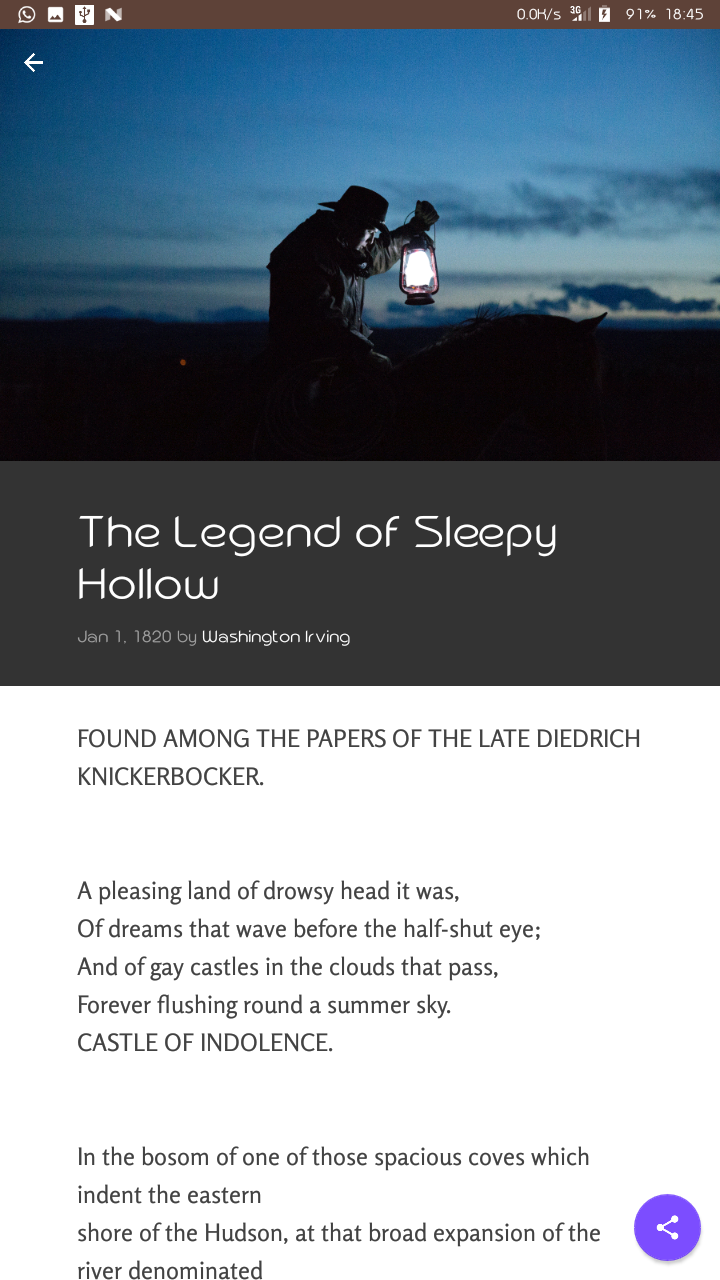 0.0K/s 3G 91% 18:45
The Legend of Sleepy
Hollow
Jan 1, 1820 by Washington Irving
FOUND AMONG THE PAPERS OF THE LATE DIEDRICH
KNICKERBOCKER.
A pleasing land of drowsy head it was,
Of dreams that wave before the half-shut eye;
And of gay castles in the clouds that pass,
Forever flushing round a summer sky.
CASTLE OF INDOLENCE.
In the bosom of one of those spacious coves which
indent the eastern
shore of the Hudson, at that broad expansion of the
river denominated